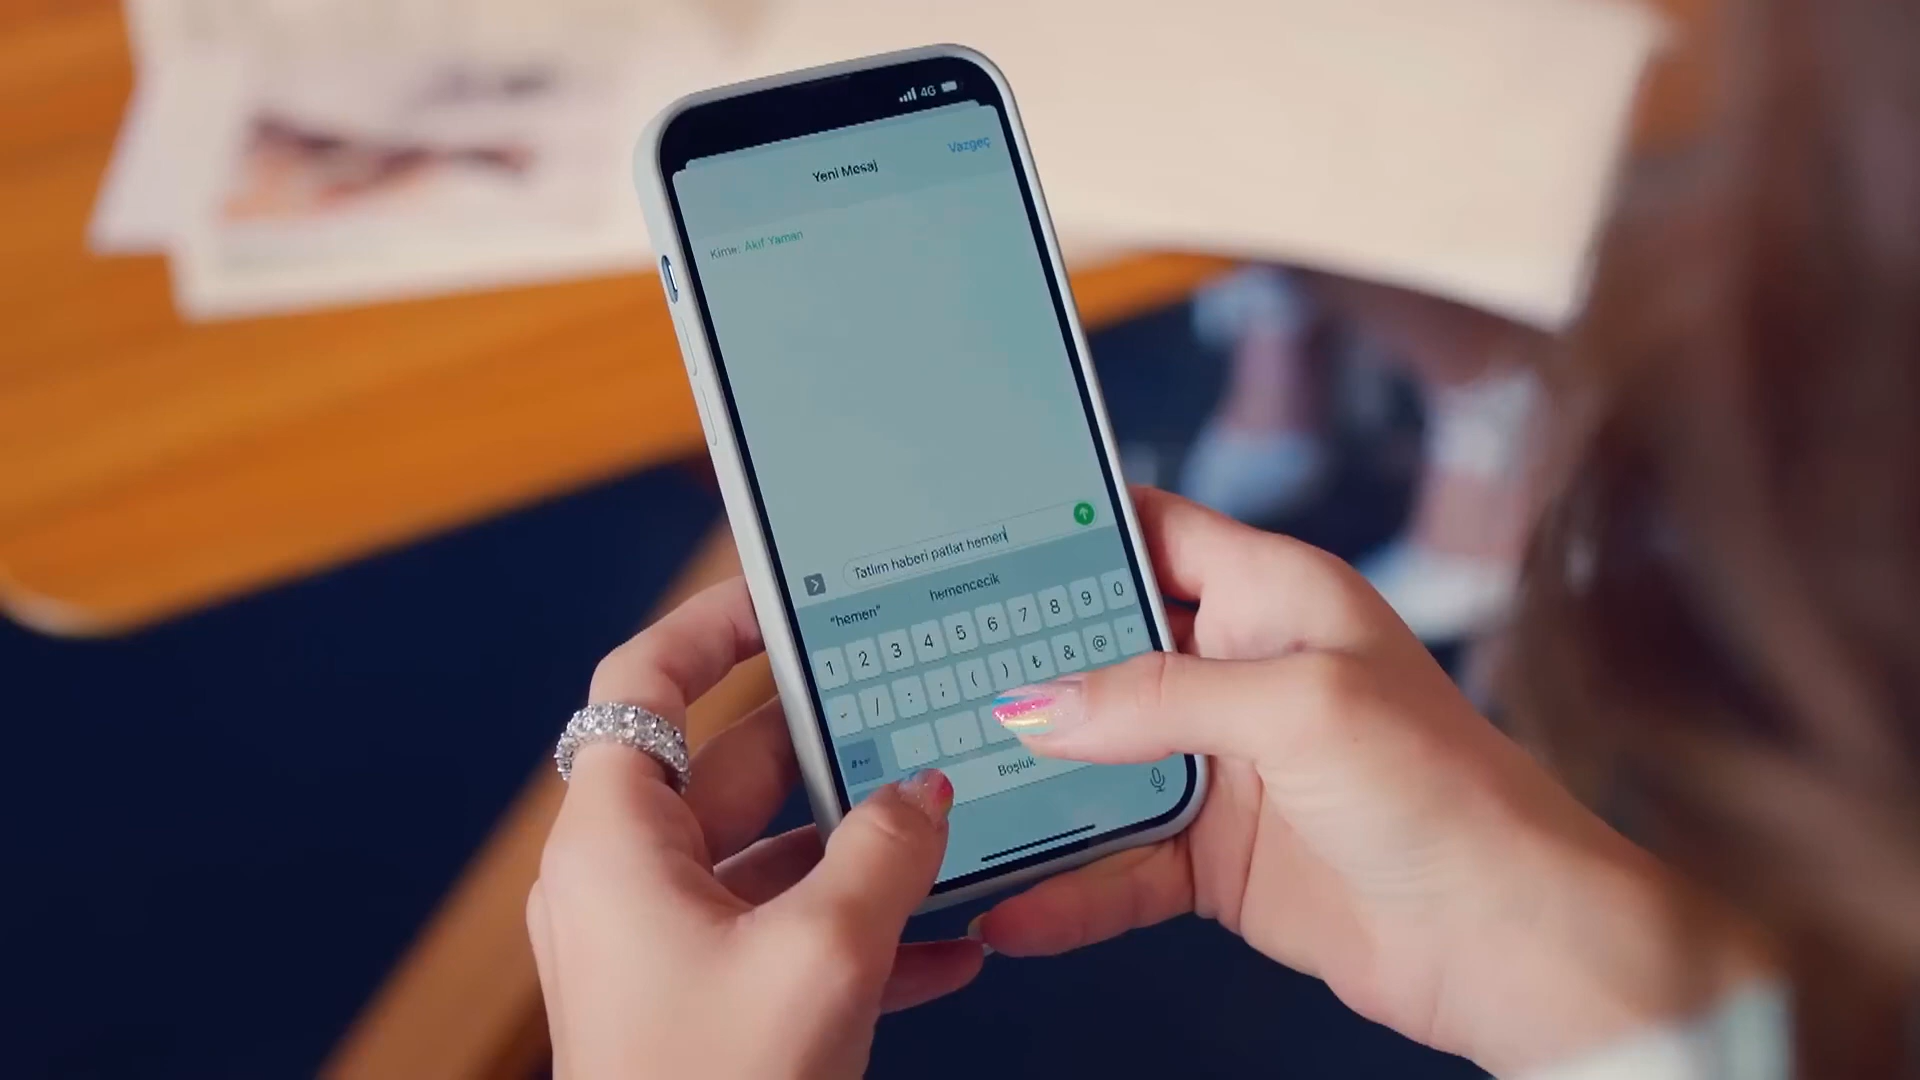 4G
Yeni Mesaj
Vazgeç
Kime: Akif Yaman
Tatlım haberi patlat hemen
"hemen" hemencecik
1 2 3 4 5 6 7 8 9 0
- / : ; ( ) ₺ & @ "
#+= . ,
Boşluk